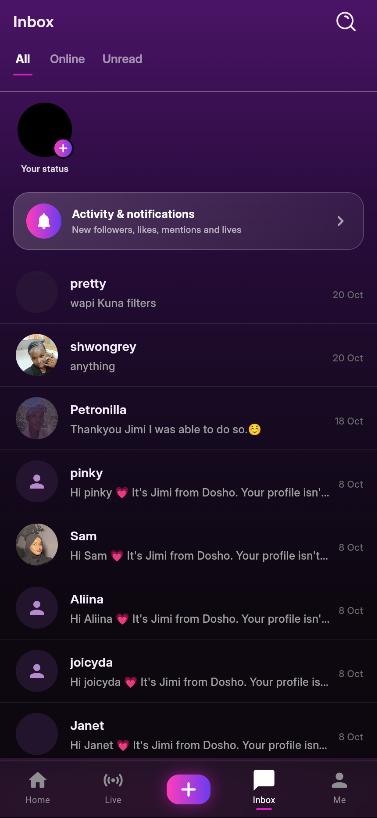 Inbox
All Online Unread
Your status
Activity & notifications
New followers, likes, mentions and lives
pretty
wapi Kuna filters
20 Oct
shwongrey
anything
20 Oct
Petronilla
Thankyou Jimi I was able to do so.☺️
18 Oct
pinky
Hi pinky 💗 It's Jimi from Dosho. Your profile isn'...
8 Oct
Sam
Hi Sam 💗 It's Jimi from Dosho. Your profile isn't...
8 Oct
Aliina
Hi Aliina 💗 It's Jimi from Dosho. Your profile isn'...
8 Oct
joicyda
Hi joicyda 💗 It's Jimi from Dosho. Your profile is...
8 Oct
Janet
Hi Janet 💗 It's Jimi from Dosho. Your profile isn...
8 Oct
Home Live Inbox Me